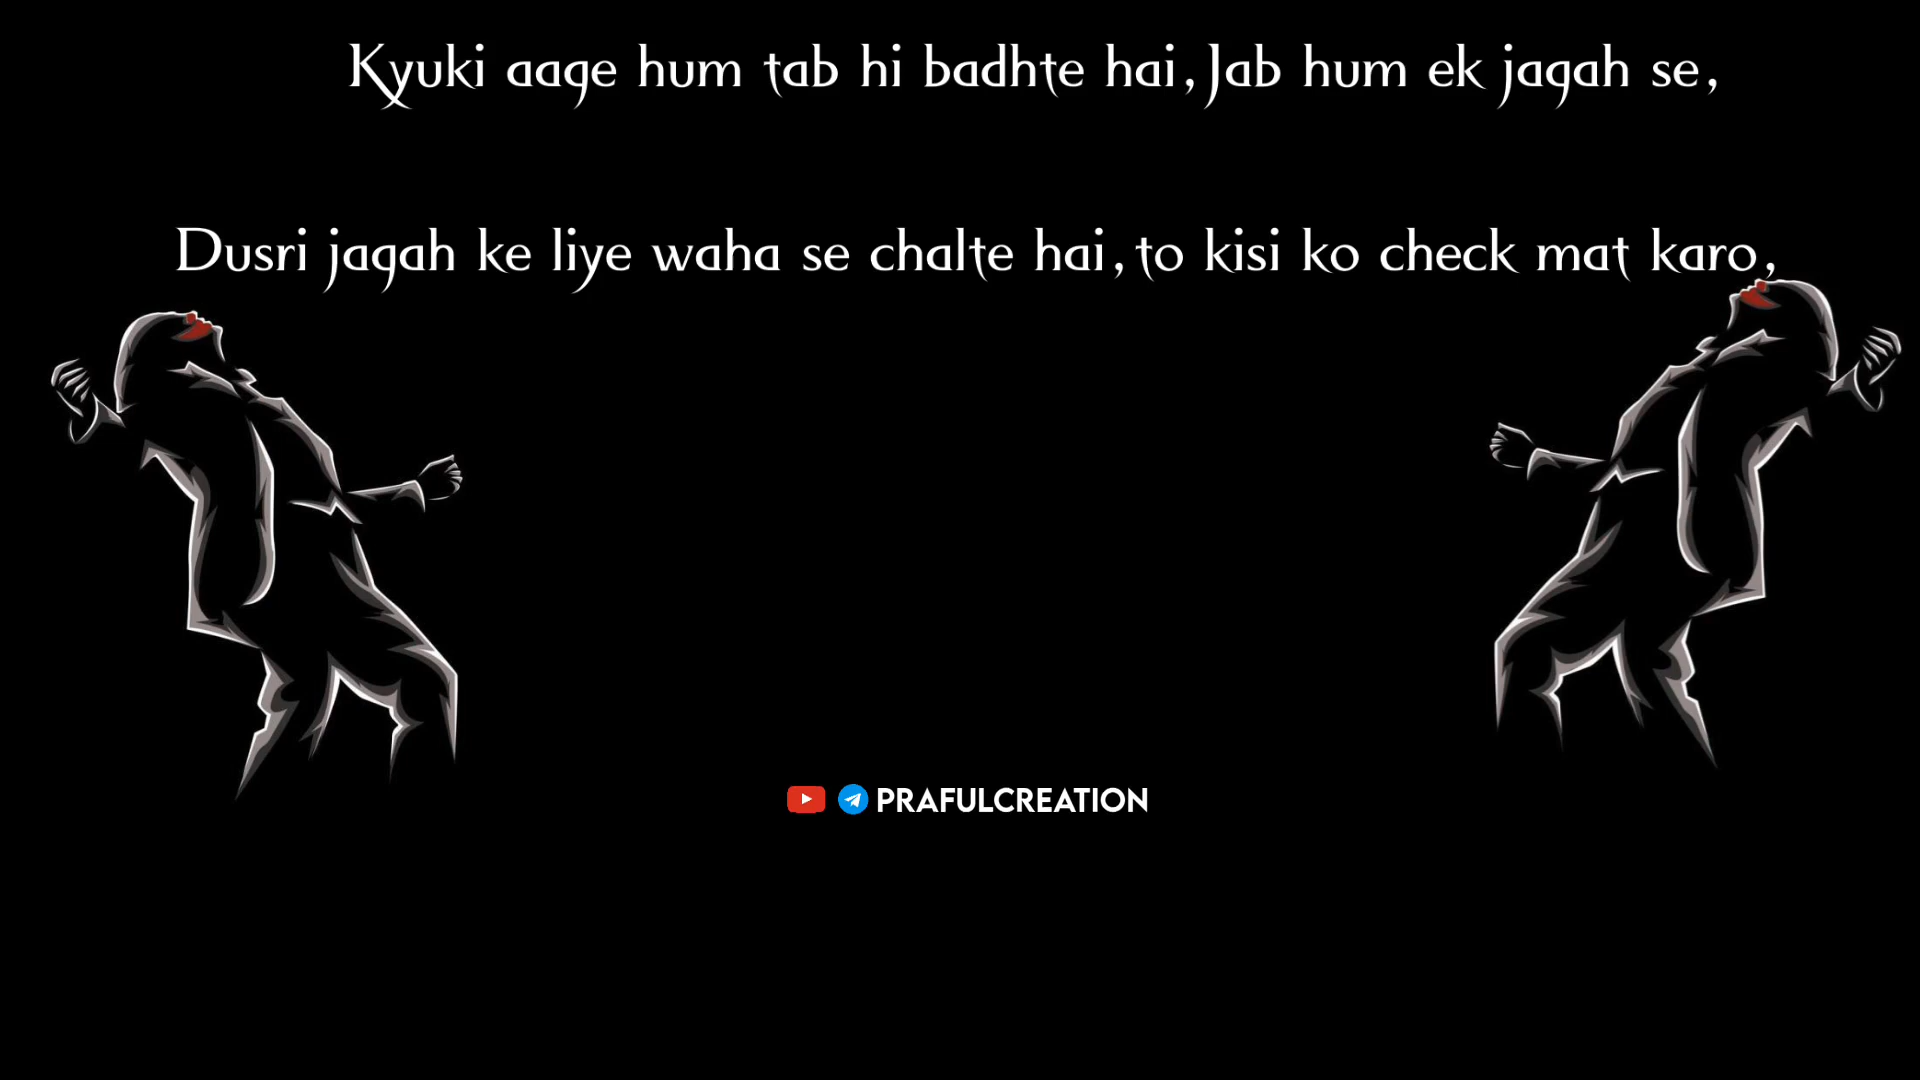 Kyuki aage hum tab hi badhte hai, Jab hum ek jagah se,
Dusri jagah ke liye waha se chalte hai, to kisi ko check mat karo,
PRAFULCREATION